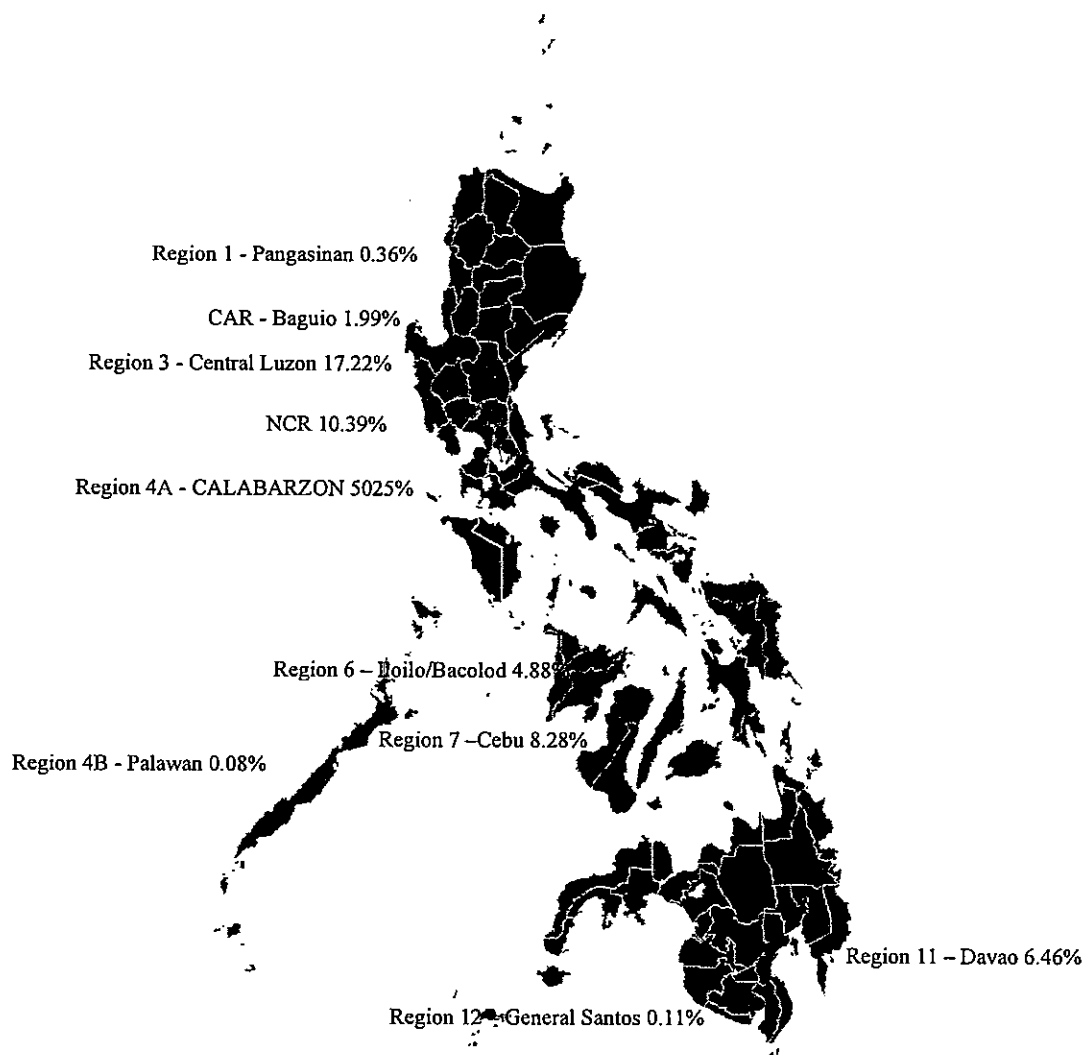 Region 1 - Pangasinan 0.36%
CAR - Baguio 1.99%
Region 3 - Central Luzon 17.22%
NCR 10.39%
Region 4A - CALABARZON 5025%
Region 6 – Iloilo/Bacolod 4.88%
Region 7 –Cebu 8.28%
Region 4B - Palawan 0.08%
Region 11 – Davao 6.46%
Region 12 – General Santos 0.11%